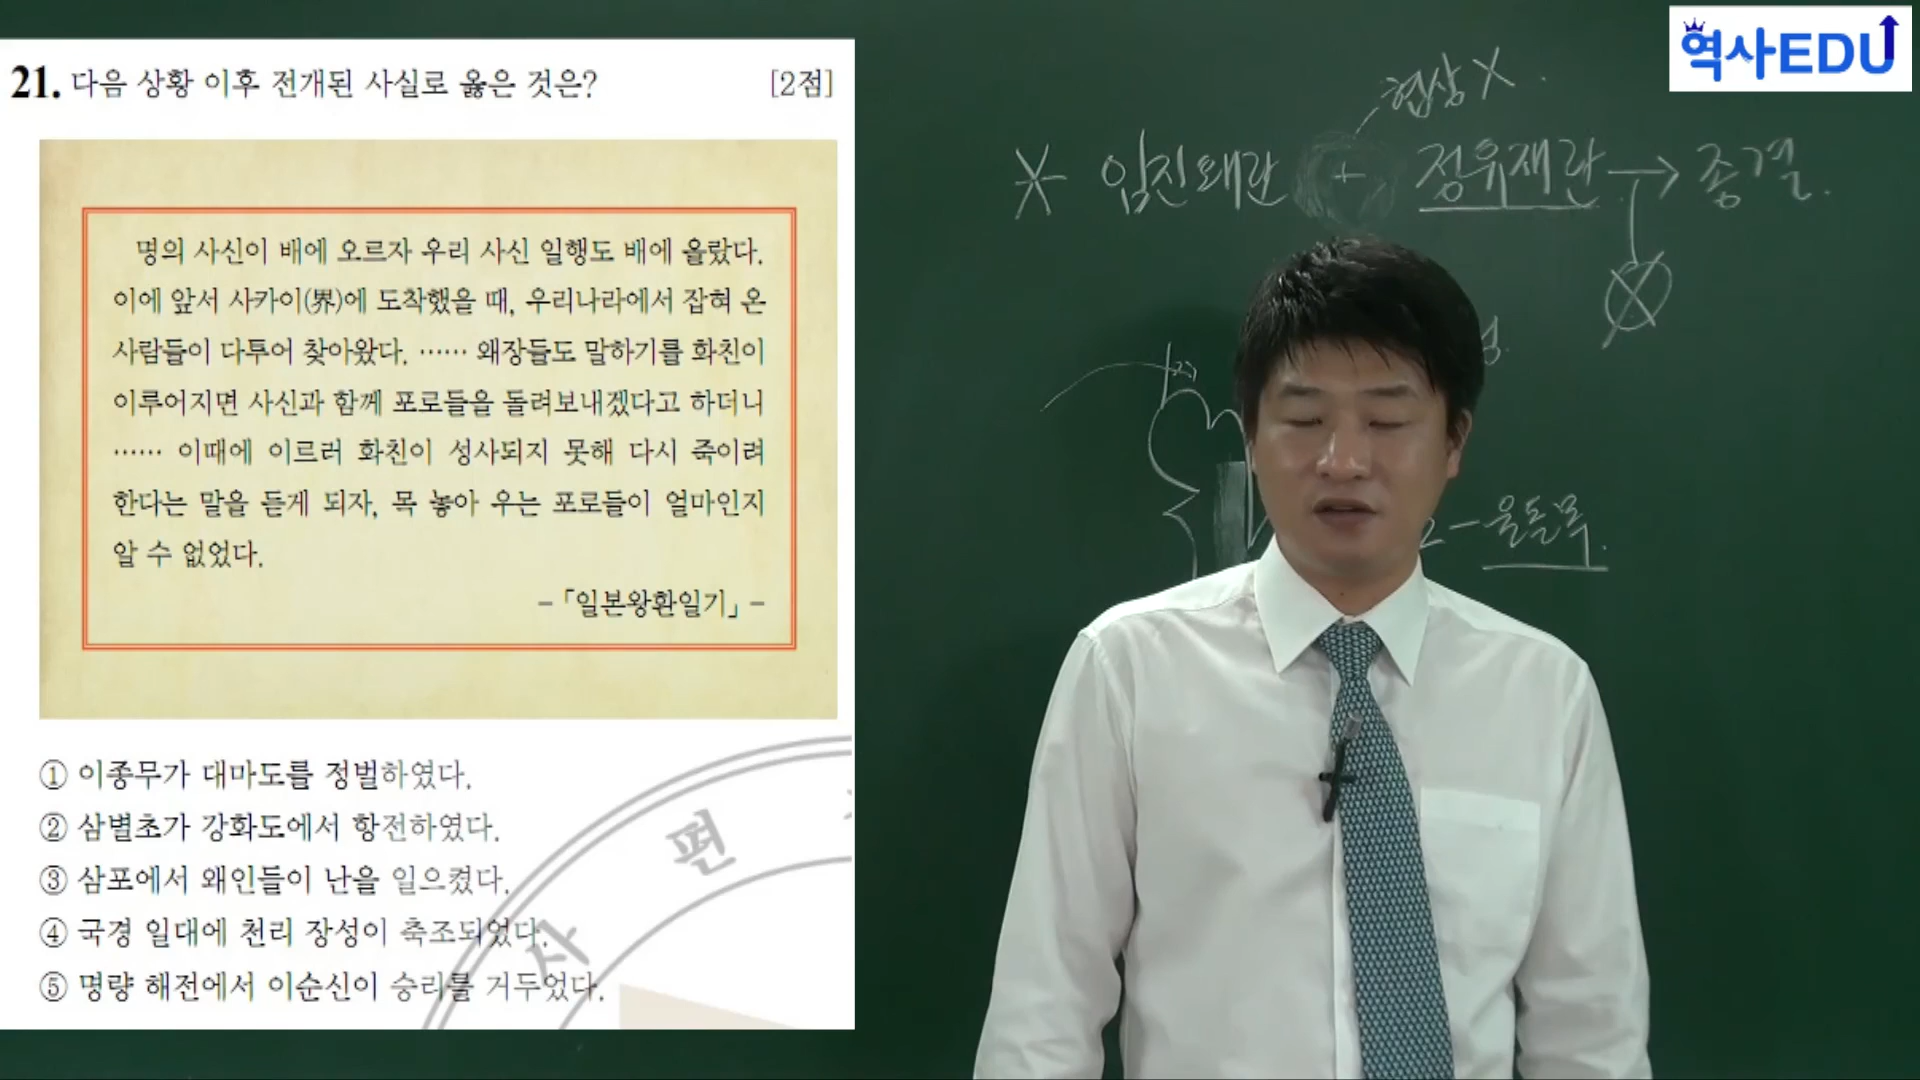 21. 다음 상황 이후 전개된 사실로 옳은 것은? [2점]
명의 사신이 배에 오르자 우리 사신 일행도 배에 올랐다.
이에 앞서 사카이(界)에 도착했을 때, 우리나라에서 잡혀 온
사람들이 다투어 찾아왔다. …… 왜장들도 말하기를 화친이
이루어지면 사신과 함께 포로들을 돌려보내겠다고 하더니
…… 이때에 이르러 화친이 성사되지 못해 다시 죽이려
한다는 말을 듣게 되자, 목 놓아 우는 포로들이 얼마인지
알 수 없었다.
-「일본왕환일기」-
① 이종무가 대마도를 정벌하였다.
② 삼별초가 강화도에서 항전하였다.
③ 삼포에서 왜인들이 난을 일으켰다.
④ 국경 일대에 천리 장성이 축조되었다.
⑤ 명량 해전에서 이순신이 승리를 거두었다.
사 편
역사EDU
협상 X
임진왜란 + 정유재란 → 종결.
울돌목.